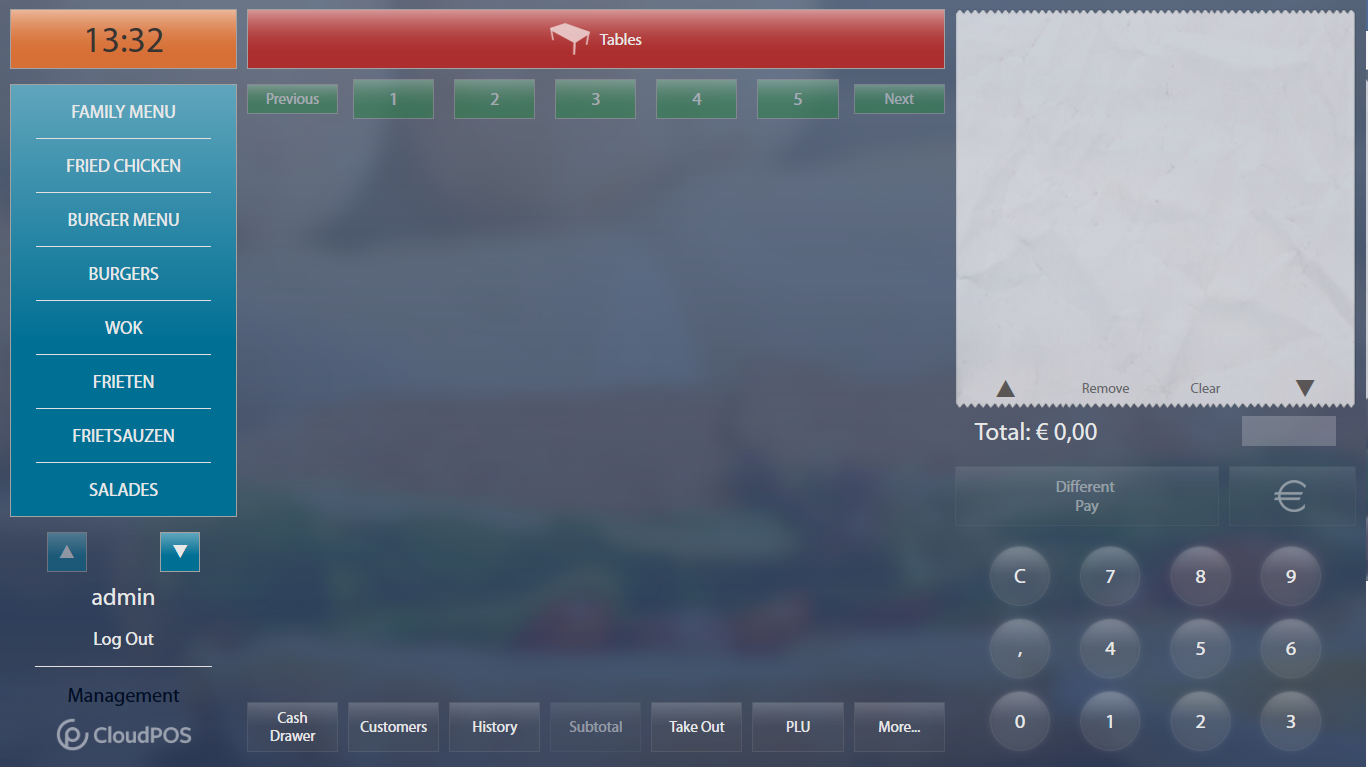 13:32
Tables
FAMILY MENU
FRIED CHICKEN
BURGER MENU
BURGERS
WOK
FRIETEN
FRIETSAUZEN
SALADES
▲ ▼
admin
Log Out
Management
CloudPOS
Previous 1 2 3 4 5 Next
Cash
Drawer
Customers
History
Subtotal
Take Out
PLU
More...
▲ Remove Clear ▼
Total: € 0,00
Different
Pay
€
C 7 8 9
, 4 5 6
0 1 2 3